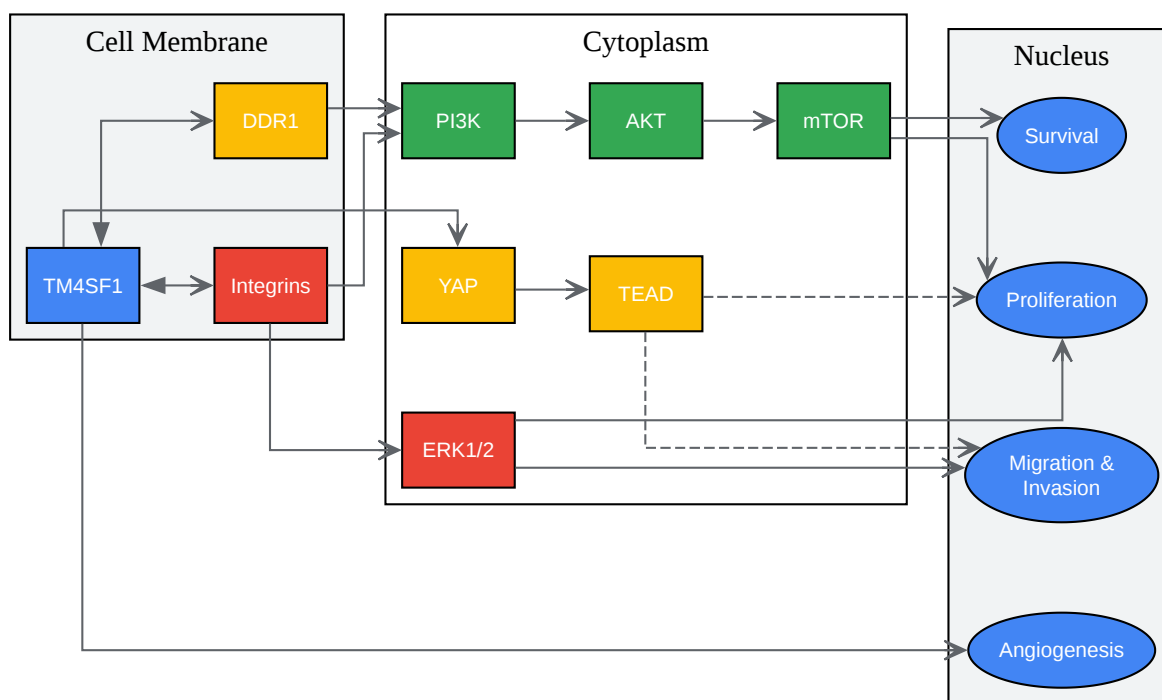 Cell Membrane
Cytoplasm
Nucleus
DDR1
PI3K
AKT
mTOR
Survival
TM4SF1
Integrins
YAP
TEAD
Proliferation
ERK1/2
Migration &
Invasion
Angiogenesis